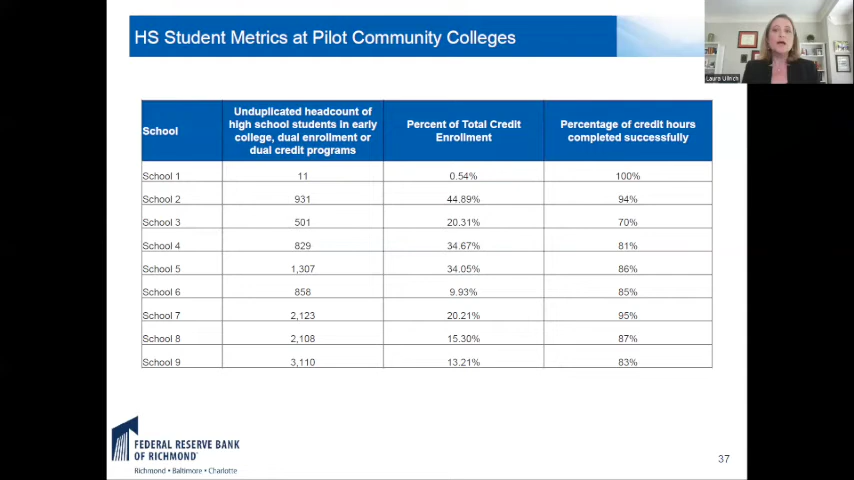 HS Student Metrics at Pilot Community Colleges
Laura Ullrich
School
Unduplicated headcount of
high school students in early
college, dual enrollment or
dual credit programs
Percent of Total Credit
Enrollment
Percentage of credit hours
completed successfully
School 1 11 0.54% 100%
School 2 931 44.89% 94%
School 3 501 20.31% 70%
School 4 829 34.67% 81%
School 5 1,307 34.05% 86%
School 6 858 9.93% 85%
School 7 2,123 20.21% 95%
School 8 2,108 15.30% 87%
School 9 3,110 13.21% 83%
FEDERAL RESERVE BANK
OF RICHMOND
Richmond • Baltimore • Charlotte
37